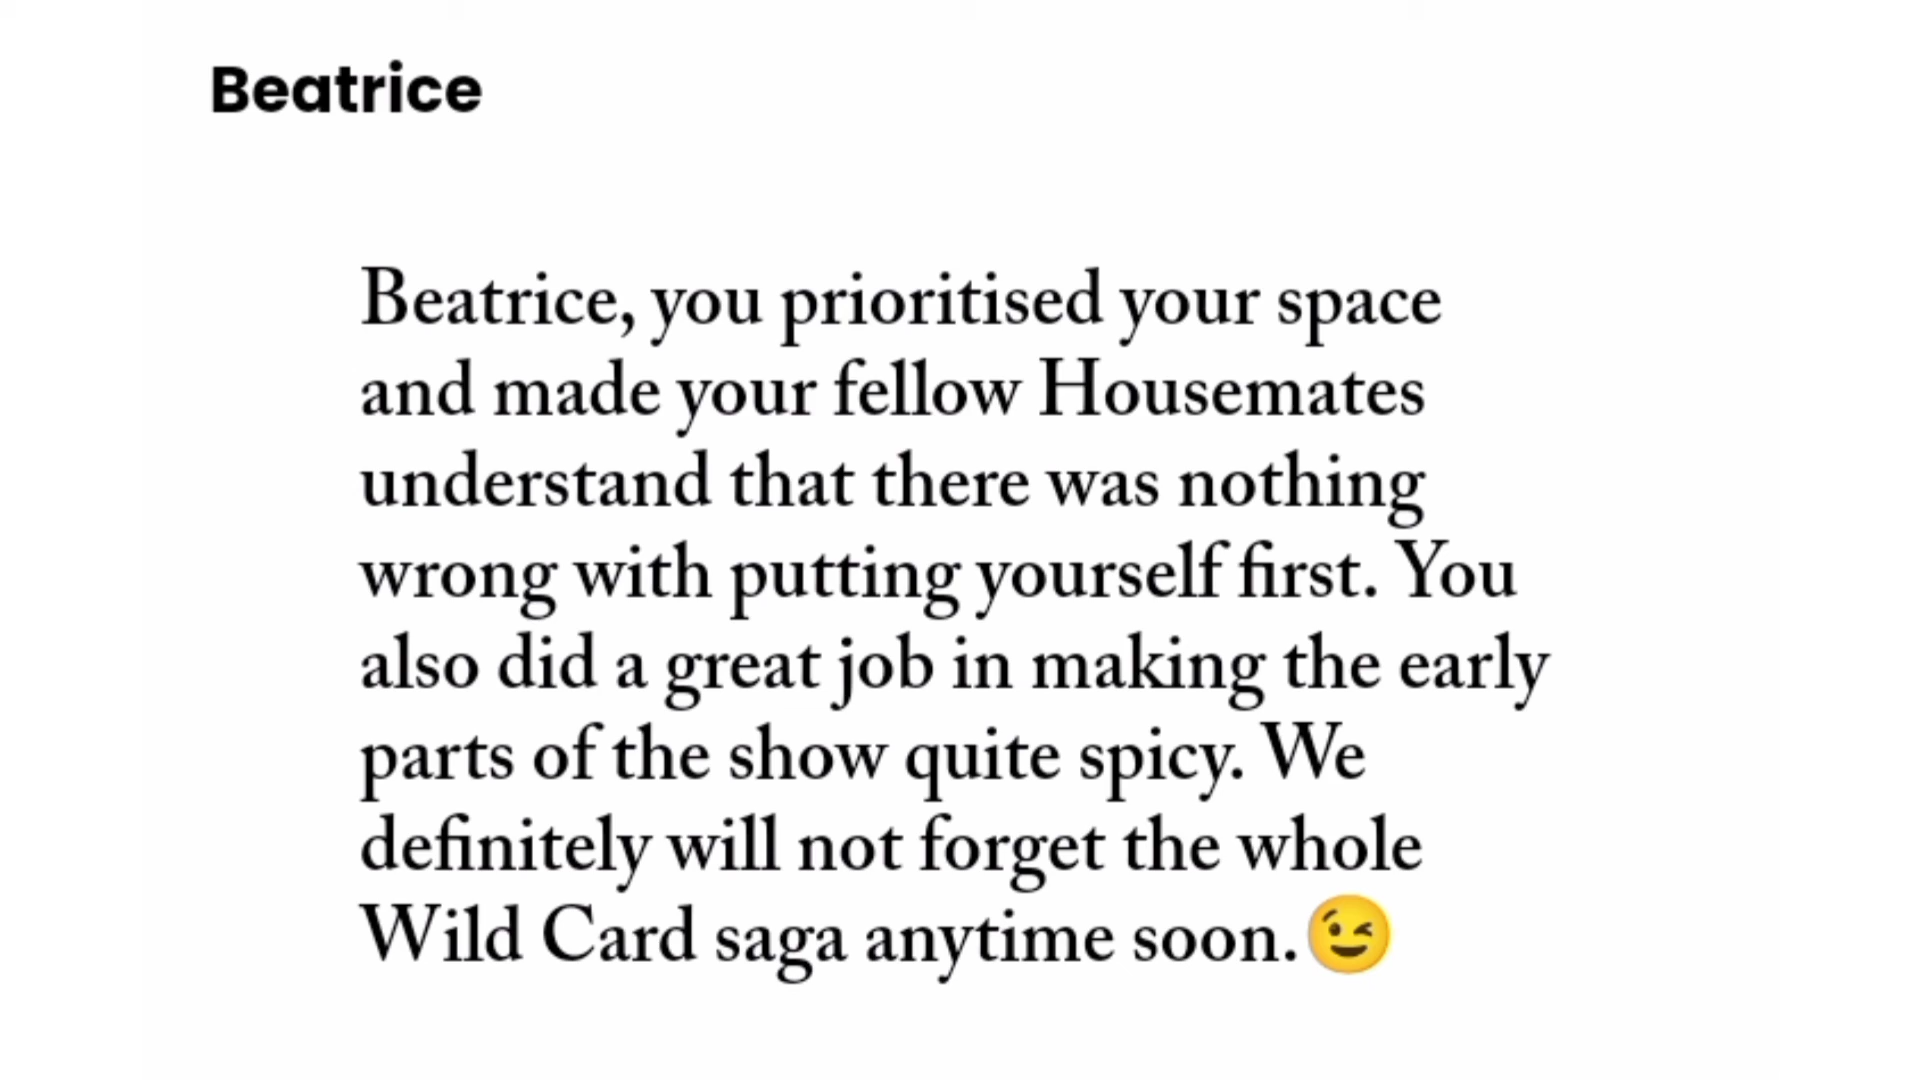 Beatrice
Beatrice, you prioritised your space
and made your fellow Housemates
understand that there was nothing
wrong with putting yourself first. You
also did a great job in making the early
parts of the show quite spicy. We
definitely will not forget the whole
Wild Card saga anytime soon.😉